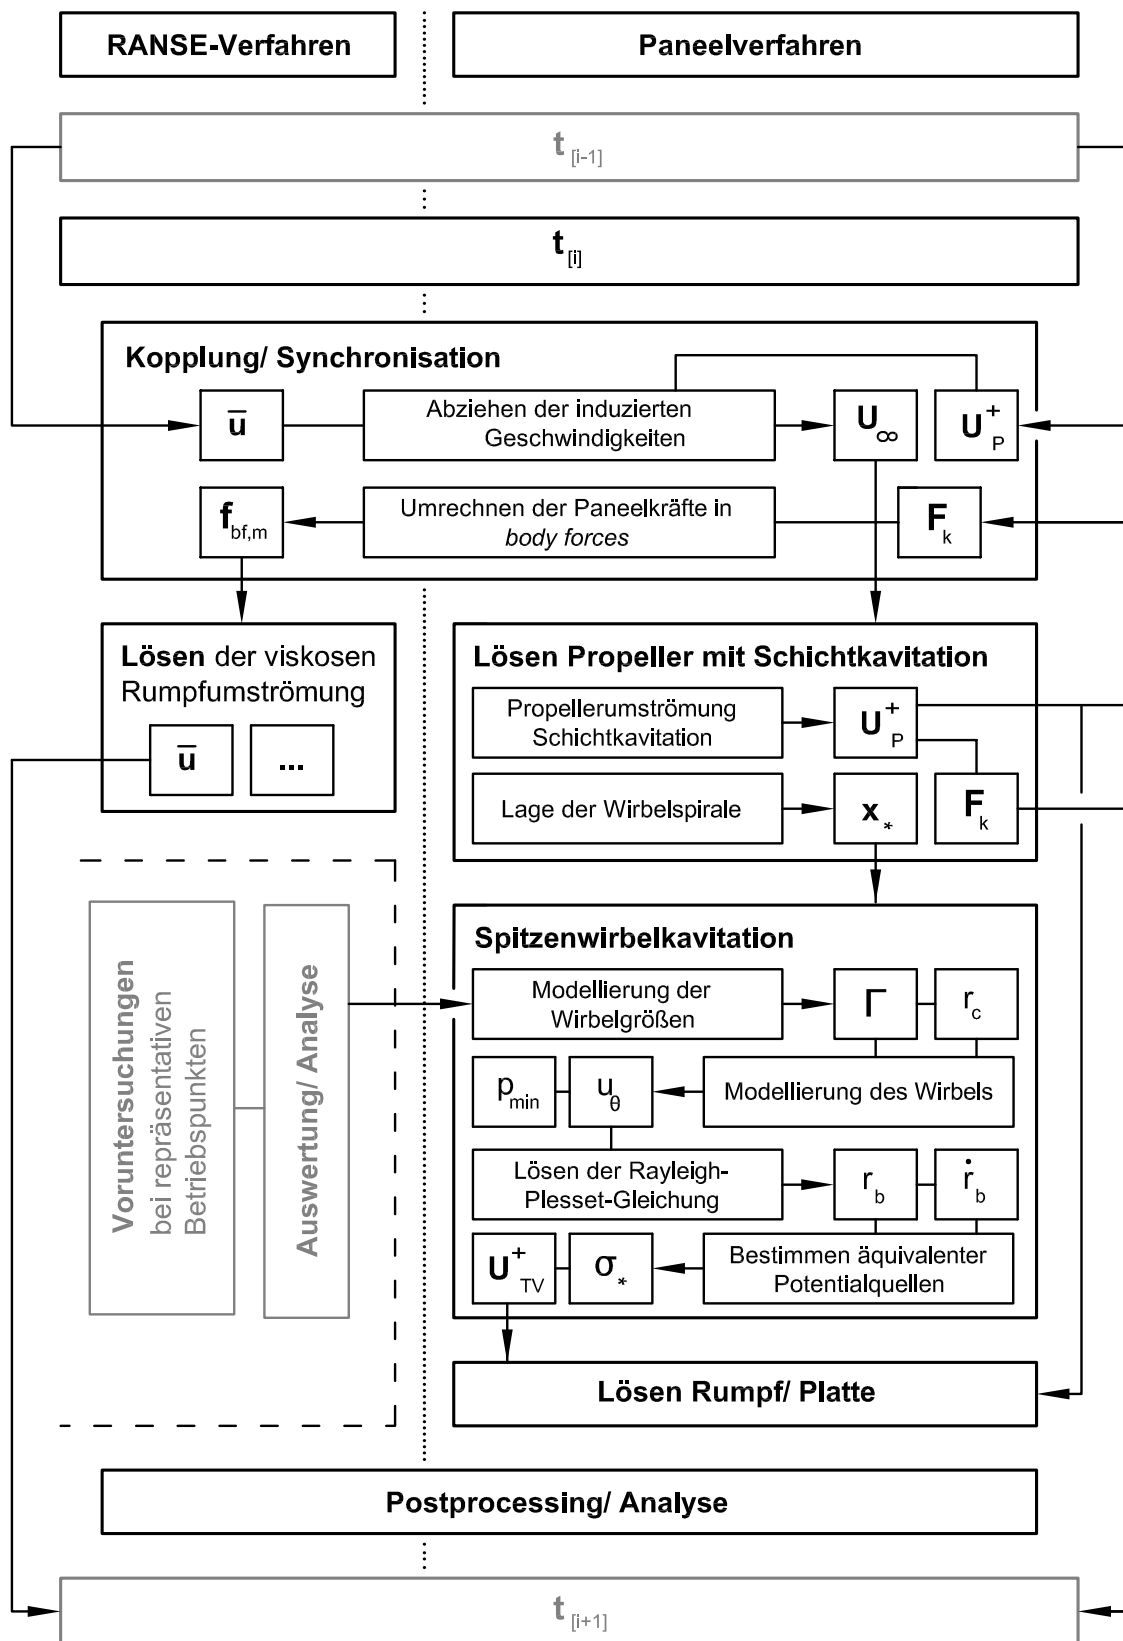 RANSE-Verfahren
Paneelverfahren
t[i-1]
t[i]
Kopplung/ Synchronisation
u̅
Abziehen der induzierten
Geschwindigkeiten
U∞
U⁺P
fbf,m
Umrechnen der Paneelkräfte in
body forces
Fk
Lösen der viskosen
Rumpfumströmung
u̅
...
Lösen Propeller mit Schichtkavitation
Propellerumströmung
Schichtkavitation
U⁺P
Lage der Wirbelspirale
x*
Fk
Voruntersuchungen
bei repräsentativen
Betriebspunkten
Auswertung/ Analyse
Spitzenwirbelkavitation
Modellierung der
Wirbelgrößen
Γ
rc
pmin
uθ
Modellierung des Wirbels
Lösen der Rayleigh-
Plesset-Gleichung
rb
ṙb
U⁺TV
σ*
Bestimmen äquivalenter
Potentialquellen
Lösen Rumpf/ Platte
Postprocessing/ Analyse
t[i+1]